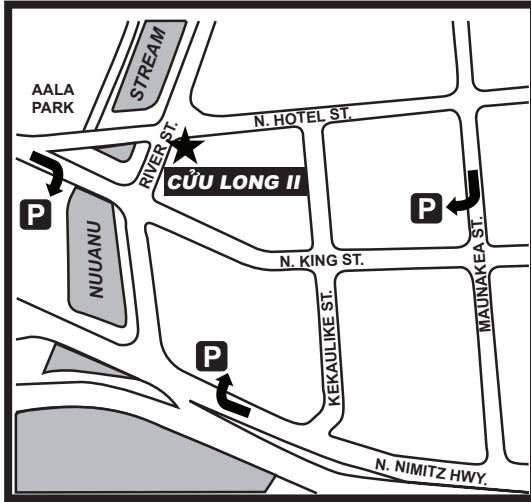 STREAM
AALA
PARK
N. HOTEL ST.
RIVER ST.
CỬU LONG II
P
P
NUUANU
N. KING ST.
MAUNAKEA ST.
KEKAULIKE ST.
P
N. NIMITZ HWY.